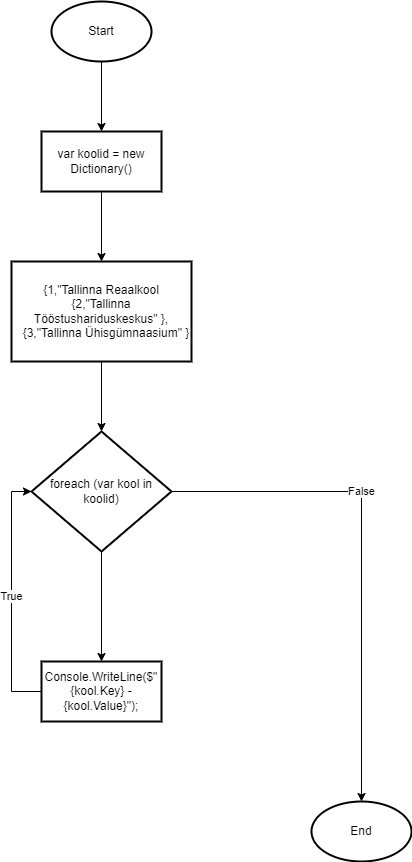 Start
var koolid = new
Dictionary()
{1,"Tallinna Reaalkool
{2,"Tallinna
Tööstushariduskeskus" },
{3,"Tallinna Ühisgümnaasium" }
foreach (var kool in
koolid)
False
True
Console.WriteLine($"
{kool.Key} -
{kool.Value}");
End